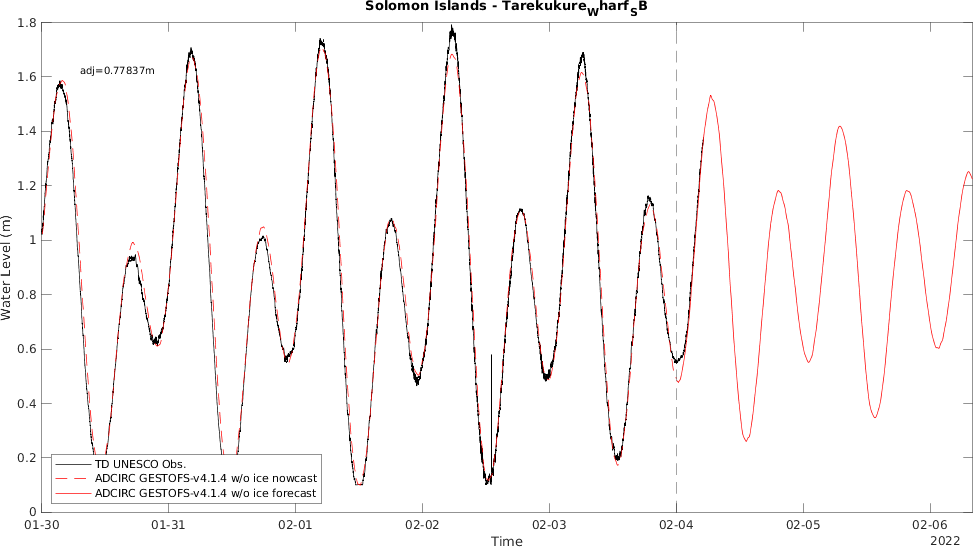 Solomon Islands - Tarekukure_Wharf_SB
1.8
1.6
adj=0.77837m
1.4
1.2
1
0.8
0.6
0.4
0.2
0
Water Level (m)
TD UNESCO Obs.
ADCIRC GESTOFS-v4.1.4 w/o ice nowcast
ADCIRC GESTOFS-v4.1.4 w/o ice forecast
01-30 01-31 02-01 02-02 02-03 02-04 02-05 02-06
Time 2022